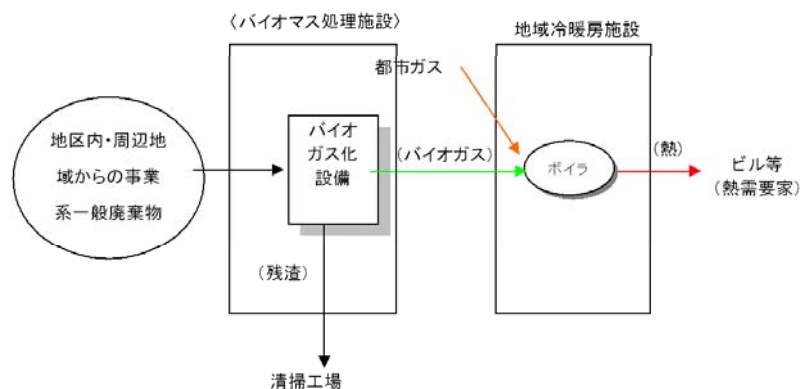 〈バイオマス処理施設〉
地域冷暖房施設
都市ガス
地区内・周辺地
域からの事業
系一般廃棄物
バイオ
ガス化
設備
(バイオガス)
ボイラ
(熱)
ビル等
(熱需要家)
(残渣)
清掃工場